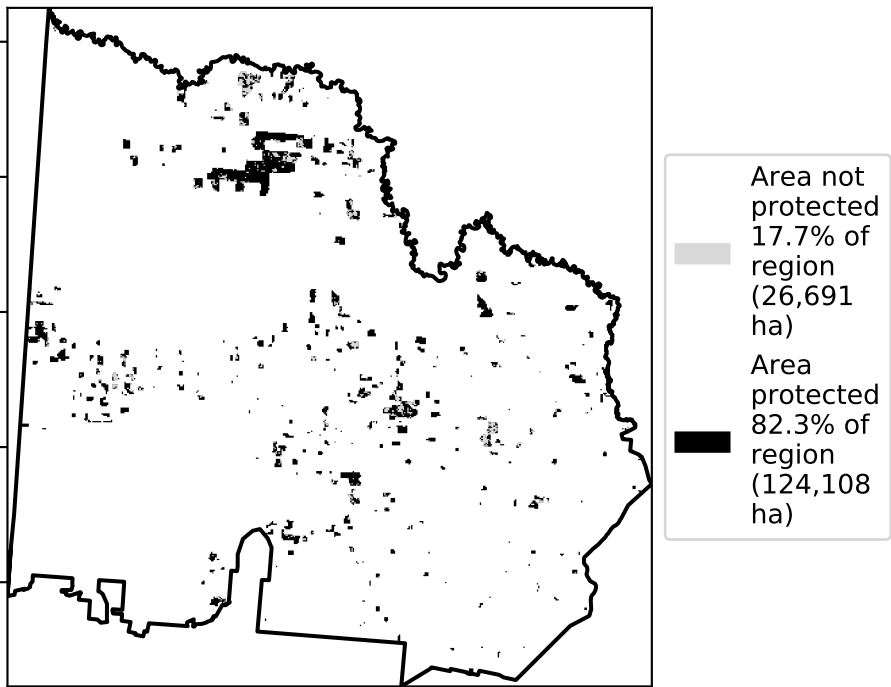 Area not
protected
17.7% of
region
(26,691
ha)
Area
protected
82.3% of
region
(124,108
ha)